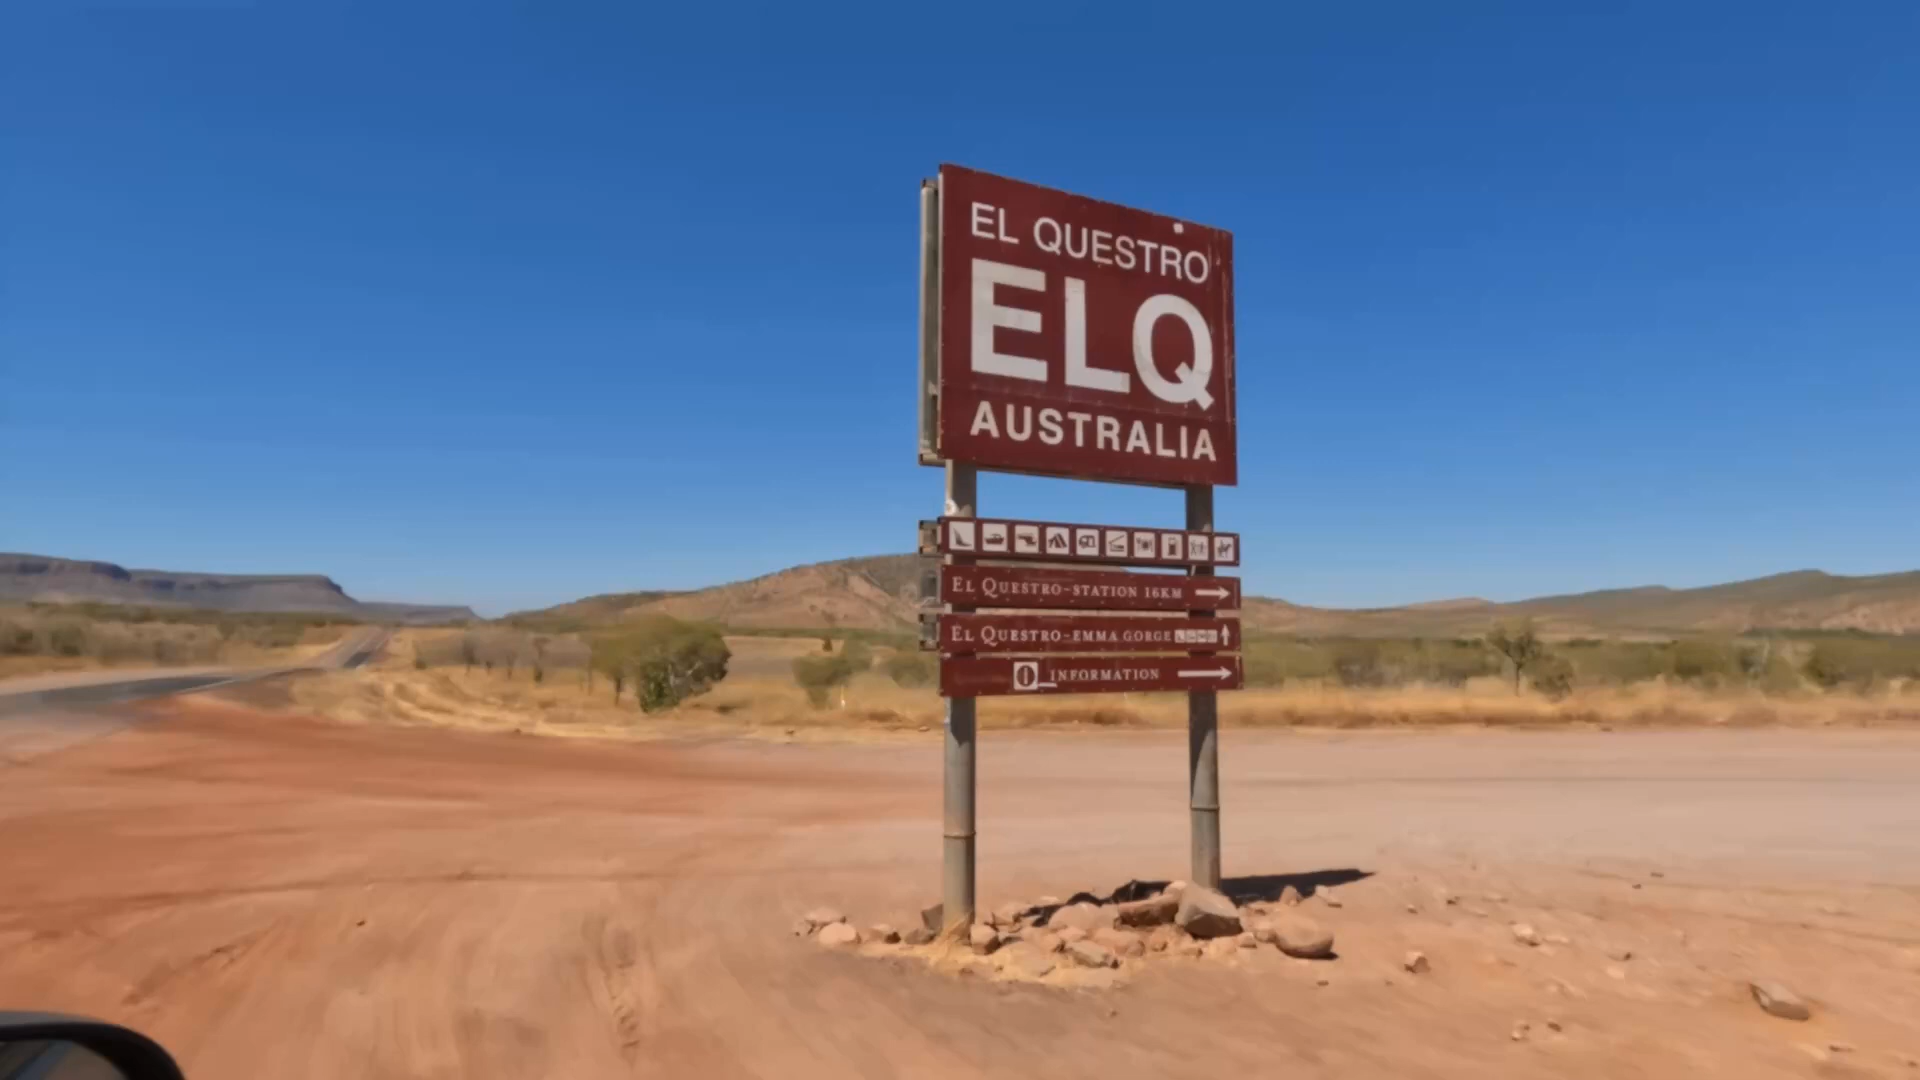 EL QUESTRO
ELQ
AUSTRALIA
EL QUESTRO-STATION 16KM
EL QUESTRO-EMMA GORGE
i INFORMATION